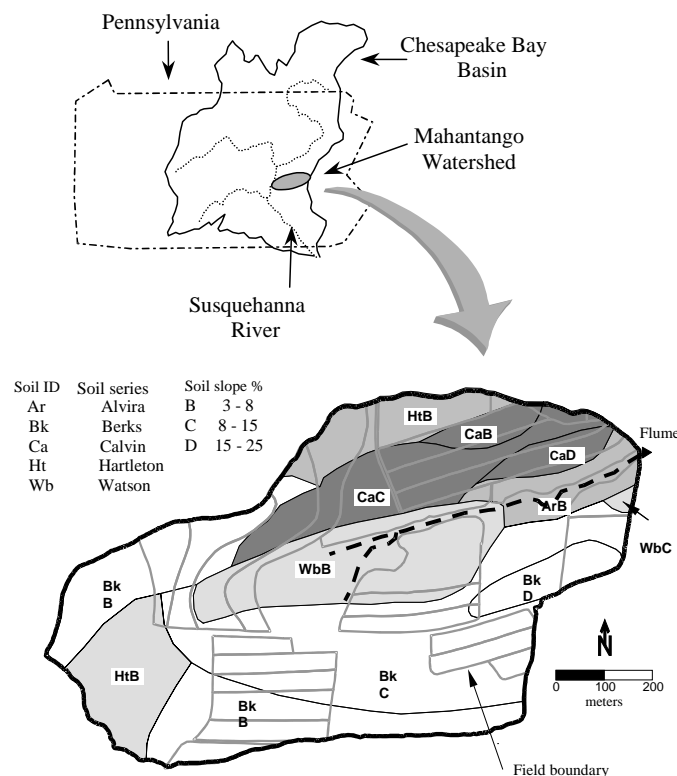 Pennsylvania
Chesapeake Bay
Basin
Mahantango
Watershed
Susquehanna
River
Soil ID Soil series Soil slope %
Ar Alvira B 3 - 8
Bk Berks C 8 - 15
Ca Calvin D 15 - 25
Ht Hartleton
Wb Watson
HtB
CaB
Flume
CaD
CaC
ArB
WbC
WbB
Bk
B
Bk
D
N
HtB
Bk
C
0 100 200
meters
Bk
B
Field boundary